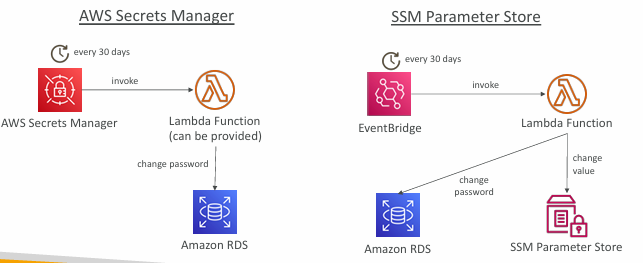 AWS Secrets Manager
every 30 days
invoke
AWS Secrets Manager
Lambda Function
(can be provided)
change password
Amazon RDS
SSM Parameter Store
every 30 days
invoke
EventBridge
Lambda Function
change
password
change
value
Amazon RDS
SSM Parameter Store